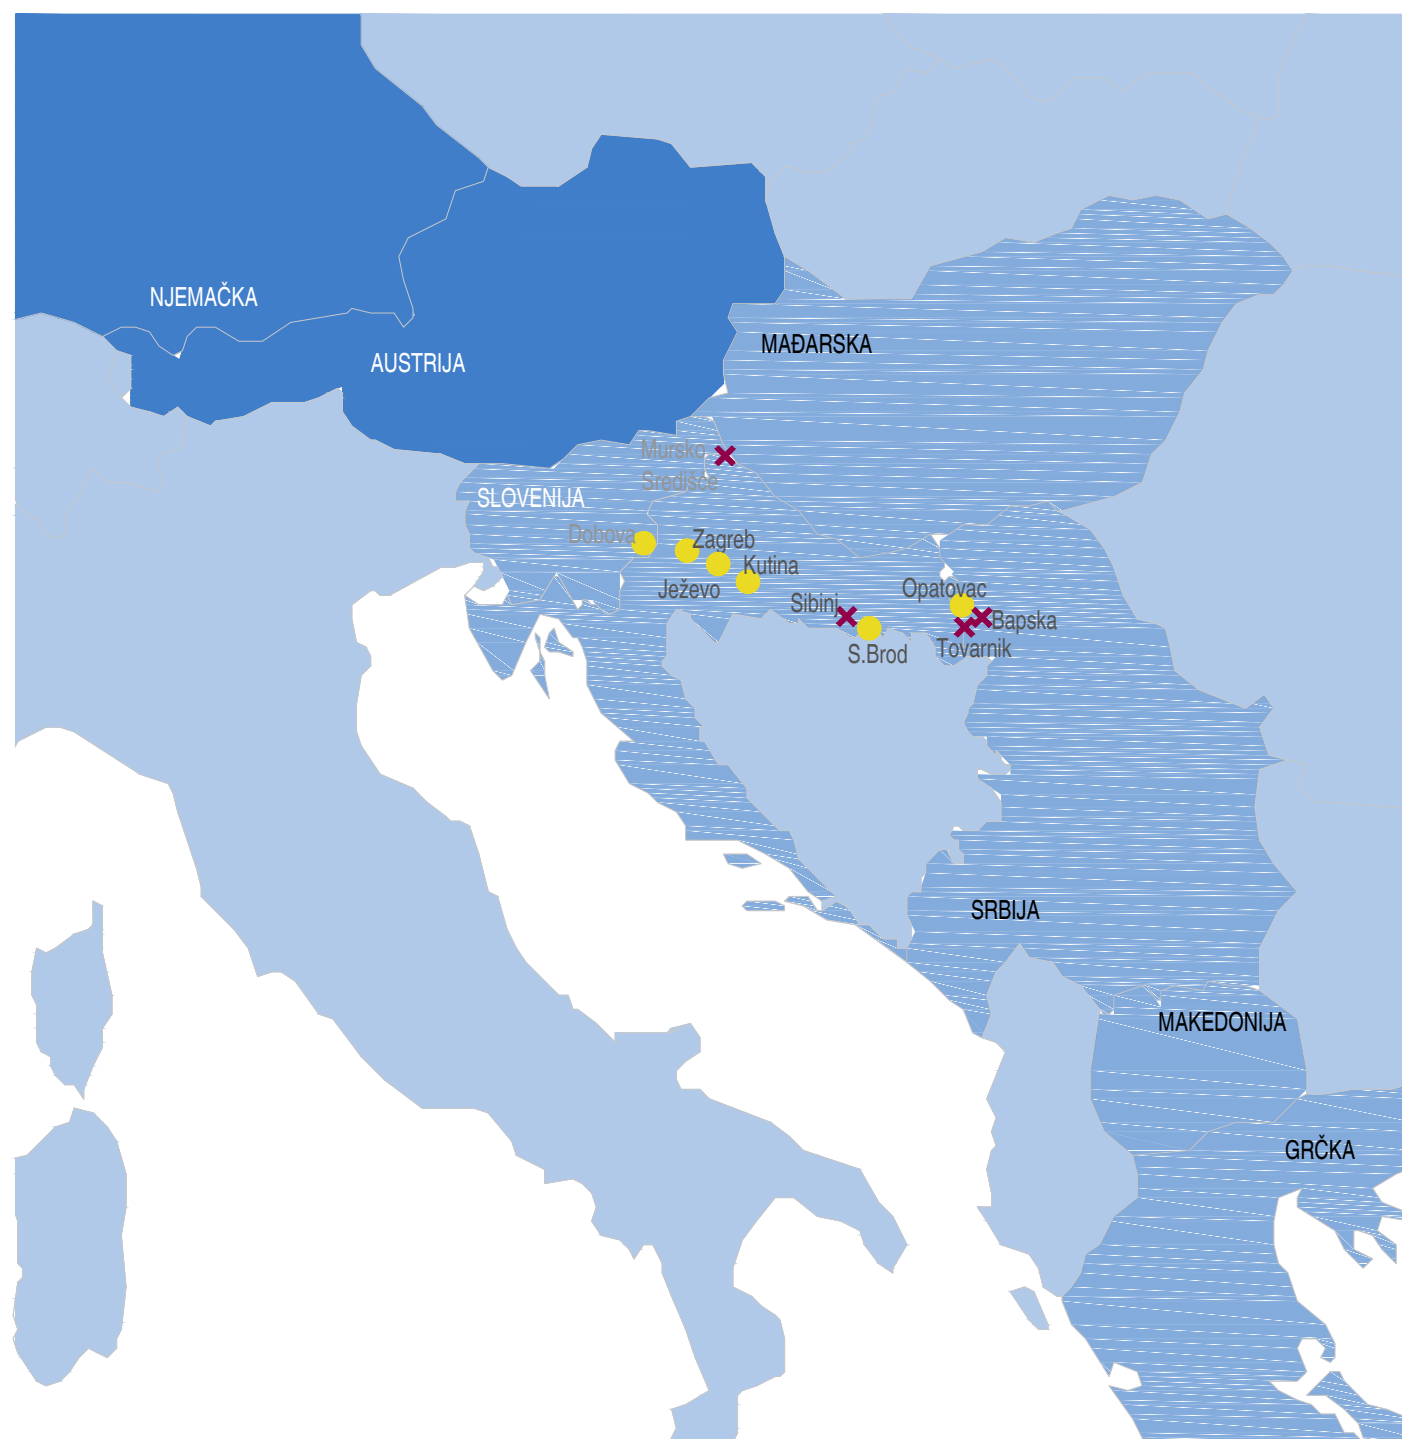 NJEMAČKA
MAĐARSKA
AUSTRIJA
Mursko
Središće
SLOVENIJA
Dobova
Zagreb
Kutina
Ježevo
Sibinj
Opatovac
Bapska
S.Brod
Tovarnik
SRBIJA
MAKEDONIJA
GRČKA